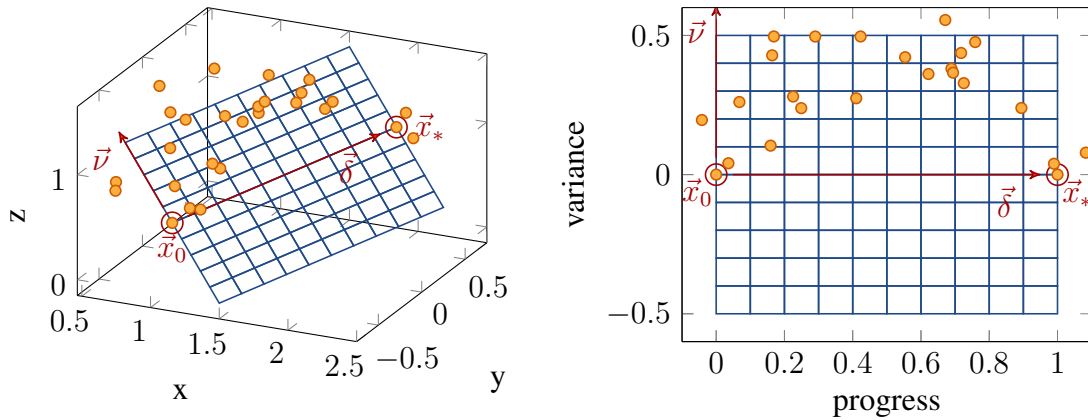 z
1
0
0.5
1
1.5
2
2.5
x
−0.5
0
0.5
y
ν⃗
x⃗₀
δ⃗
x⃗∗
variance
0.5
0
−0.5
0
0.2
0.4
0.6
0.8
1
progress
ν⃗
x⃗₀
δ⃗
x⃗∗